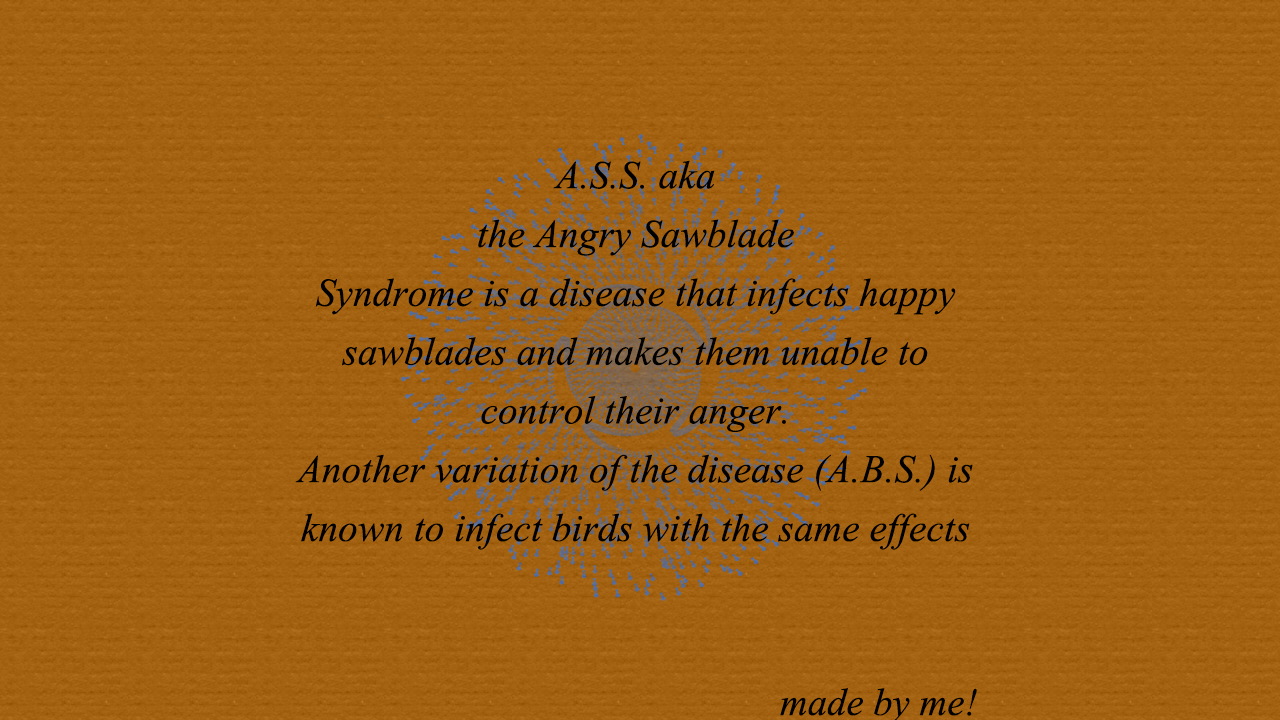 A.S.S. aka
the Angry Sawblade
Syndrome is a disease that infects happy
sawblades and makes them unable to
control their anger.
Another variation of the disease (A.B.S.) is
known to infect birds with the same effects
made by me!